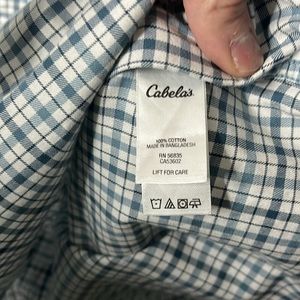 Cabela's
100% COTTON
MADE IN BANGLADESH
RN 56835
CA53602
LIFT FOR CARE